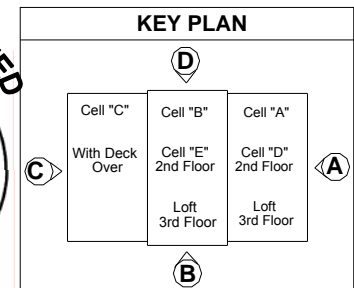 KEY PLAN
D
Cell "C"
With Deck
Over
Cell "B"
Cell "E"
2nd Floor
Loft
3rd Floor
Cell "A"
Cell "D"
2nd Floor
Loft
3rd Floor
C
A
B